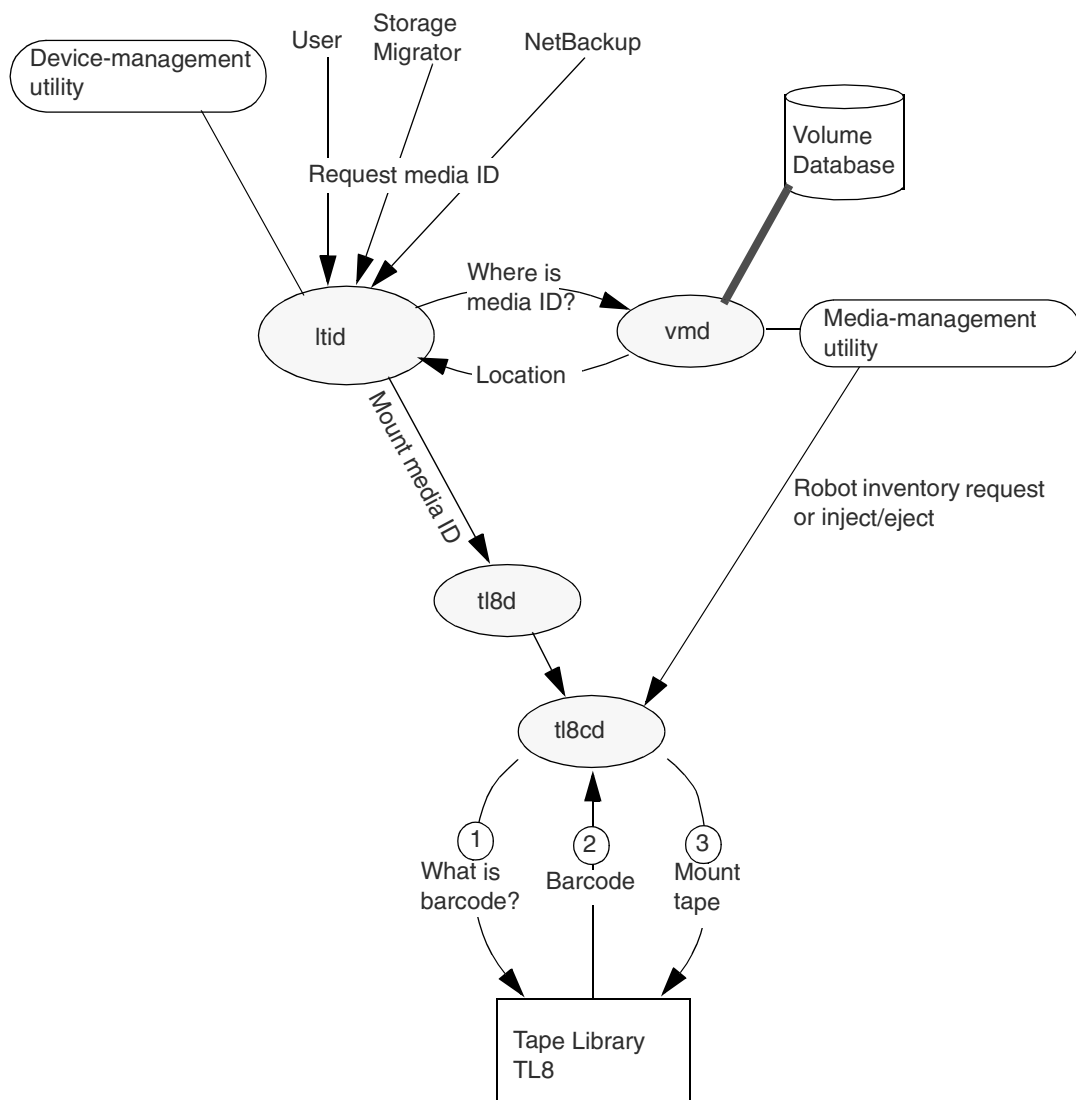 User
Storage
Migrator
NetBackup
Device-management
utility
Volume
Database
Request media ID
Where is
media ID?
ltid
vmd
Media-management
utility
Location
Mount media ID
Robot inventory request
or inject/eject
tl8d
tl8cd
1
2
3
What is
barcode?
Barcode
Mount
tape
Tape Library
TL8